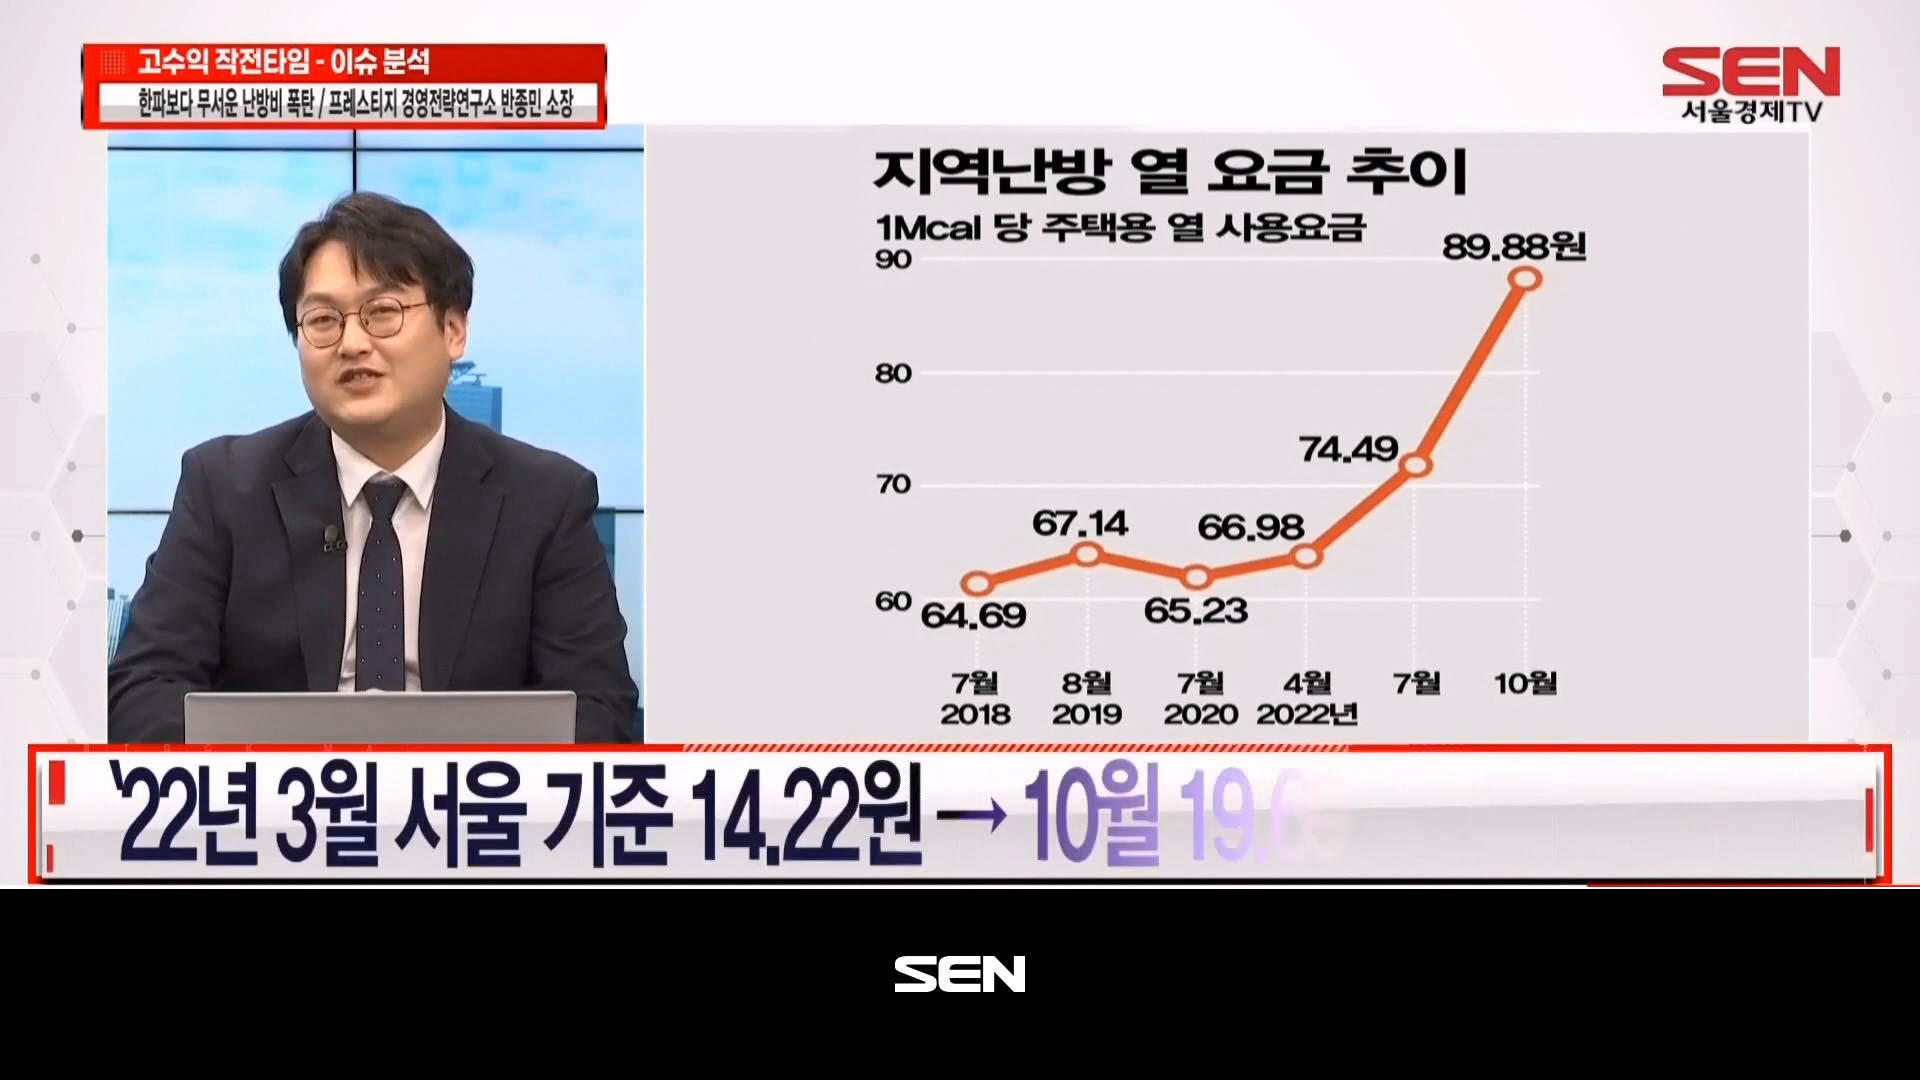 고수익 작전타임 - 이슈 분석
한파보다 무서운 난방비 폭탄 / 프레스티지 경영전략연구소 반종민 소장
SEN
서울경제TV
지역난방 열 요금 추이
1Mcal 당 주택용 열 사용요금
90
80
70
60
64.69
67.14
65.23
66.98
74.49
89.88원
7월 8월 7월 4월 7월 10월
2018 2019 2020 2022년
‵22년 3월 서울 기준 14.22원→10월 19.6
SEN